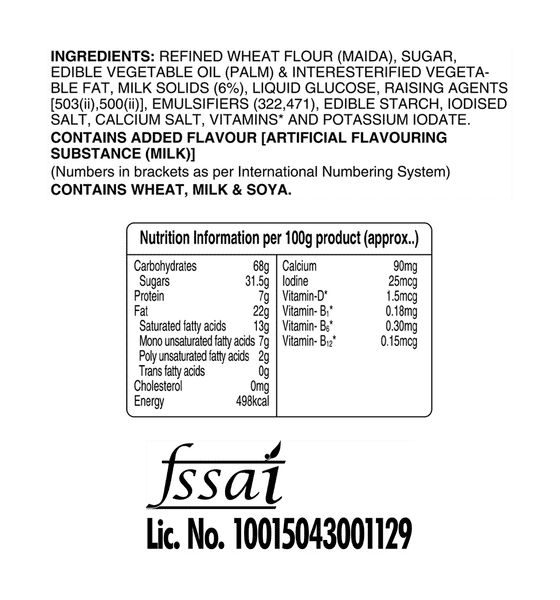 INGREDIENTS: REFINED WHEAT FLOUR (MAIDA), SUGAR,
EDIBLE VEGETABLE OIL (PALM) & INTERESTERIFIED VEGETA-
BLE FAT, MILK SOLIDS (6%), LIQUID GLUCOSE, RAISING AGENTS
[503(ii),500(ii)], EMULSIFIERS (322,471), EDIBLE STARCH, IODISED
SALT, CALCIUM SALT, VITAMINS* AND POTASSIUM IODATE.
CONTAINS ADDED FLAVOUR [ARTIFICIAL FLAVOURING
SUBSTANCE (MILK)]
(Numbers in brackets as per International Numbering System)
CONTAINS WHEAT, MILK & SOYA.
Nutrition Information per 100g product (approx..)
Carbohydrates 68g
Sugars 31.5g
Protein 7g
Fat 22g
Saturated fatty acids 13g
Mono unsaturated fatty acids 7g
Poly unsaturated fatty acids 2g
Trans fatty acids 0g
Cholesterol 0mg
Energy 498kcal
Calcium 90mg
Iodine 25mcg
Vitamin-D* 1.5mcg
Vitamin- B₁* 0.18mg
Vitamin- B₆* 0.30mg
Vitamin- B₁₂* 0.15mcg
fssai
Lic. No. 10015043001129